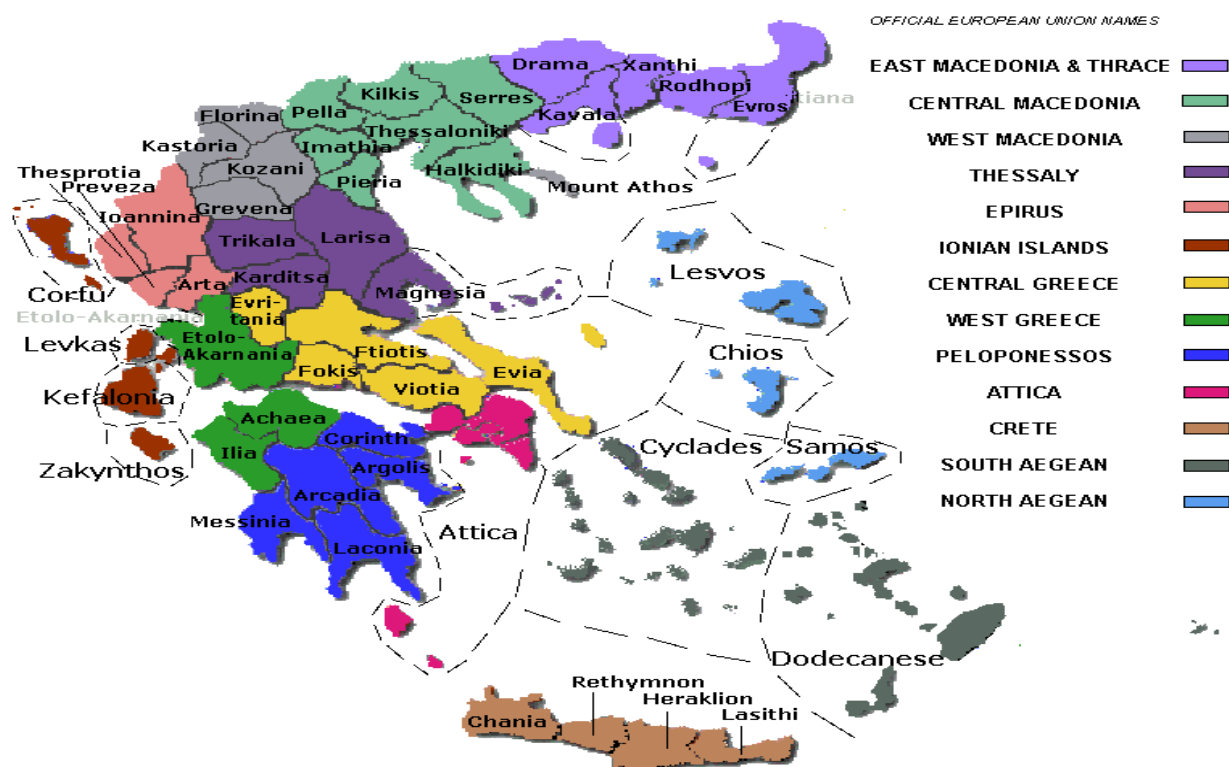 OFFICIAL EUROPEAN UNION NAMES
EAST MACEDONIA & THRACE
CENTRAL MACEDONIA
WEST MACEDONIA
THESSALY
EPIRUS
IONIAN ISLANDS
CENTRAL GREECE
WEST GREECE
PELOPONESSOS
ATTICA
CRETE
SOUTH AEGEAN
NORTH AEGEAN
Drama
Xanthi
Rodhopi
Evros
Kavala
Kilkis
Serres
Pella
Thessaloniki
Imathia
Halkidiki
Pieria
Mount Athos
Florina
Kastoria
Kozani
Grevena
Thesprotia
Preveza
Ioannina
Arta
Trikala
Larisa
Karditsa
Magnesia
Corfu
Etolo-Akarnania
Levkas
Kefalonia
Zakynthos
Evri-
tania
Etolo-
Akarnania
Ftiotis
Fokis
Viotia
Evia
Achaea
Ilia
Corinth
Argolis
Arcadia
Messinia
Laconia
Attica
Lesvos
Chios
Cyclades
Samos
Dodecanese
Rethymnon
Heraklion
Lasithi
Chania